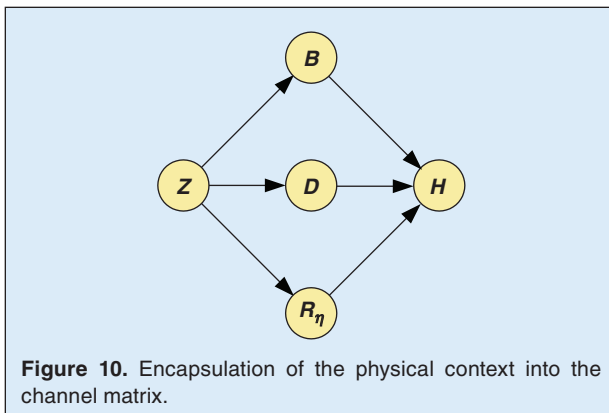 B
Z
D
H
Rη
Figure 10. Encapsulation of the physical context into the
channel matrix.